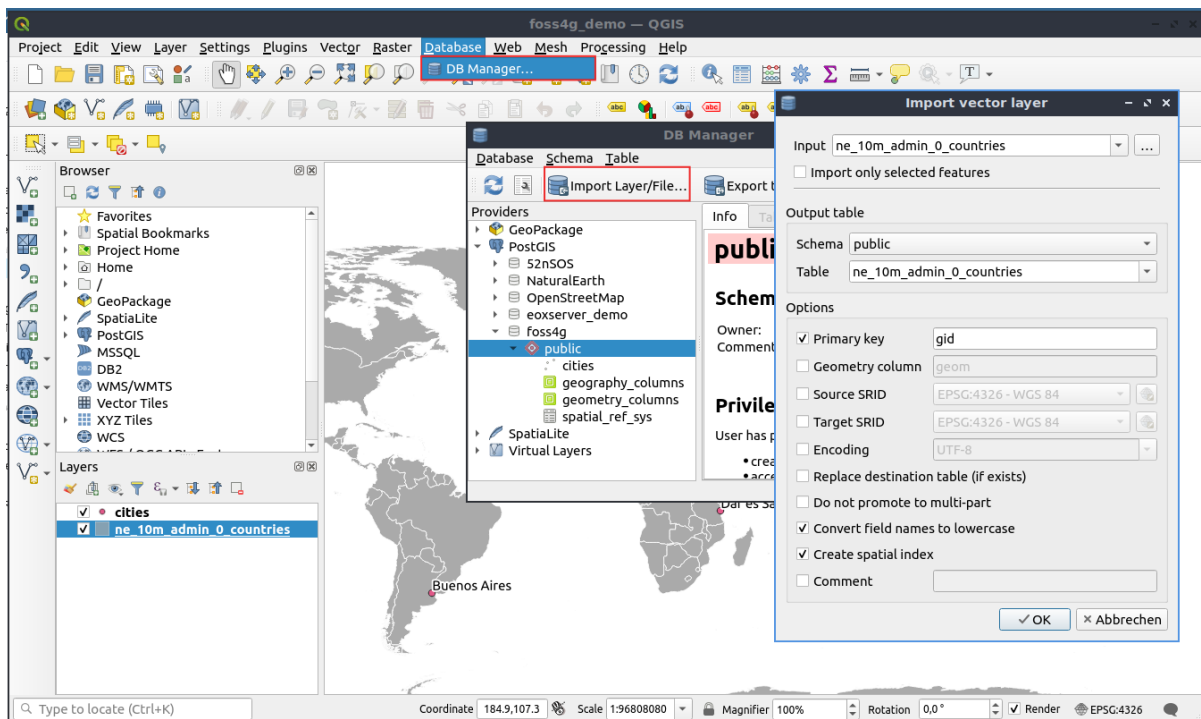 foss4g_demo — QGIS
Project Edit View Layer Settings Plugins Vector Raster Database Web Mesh Processing Help
DB Manager...
Browser
Favorites
Spatial Bookmarks
Project Home
Home
/
GeoPackage
SpatiaLite
PostGIS
MSSQL
DB2
WMS/WMTS
Vector Tiles
XYZ Tiles
WCS
Layers
cities
ne_10m_admin_0_countries
DB Manager
Database Schema Table
Import Layer/File...
Export t
Providers
GeoPackage
PostGIS
52nSOS
NaturalEarth
OpenStreetMap
eoxserver_demo
foss4g
public
cities
geography_columns
geometry_columns
spatial_ref_sys
SpatiaLite
Virtual Layers
Info Ta
publi
Schem
Owner:
Comment
Privile
User has p
• crea
• acce
Buenos Aires
Dar es Sa
Import vector layer
Input ne_10m_admin_0_countries ...
Import only selected features
Output table
Schema public
Table ne_10m_admin_0_countries
Options
Primary key gid
Geometry column geom
Source SRID EPSG:4326 - WGS 84
Target SRID EPSG:4326 - WGS 84
Encoding UTF-8
Replace destination table (if exists)
Do not promote to multi-part
Convert field names to lowercase
Create spatial index
Comment
OK Abbrechen
Type to locate (Ctrl+K) Coordinate 184.9,107.3 Scale 1:96808080 Magnifier 100% Rotation 0,0° Render EPSG:4326